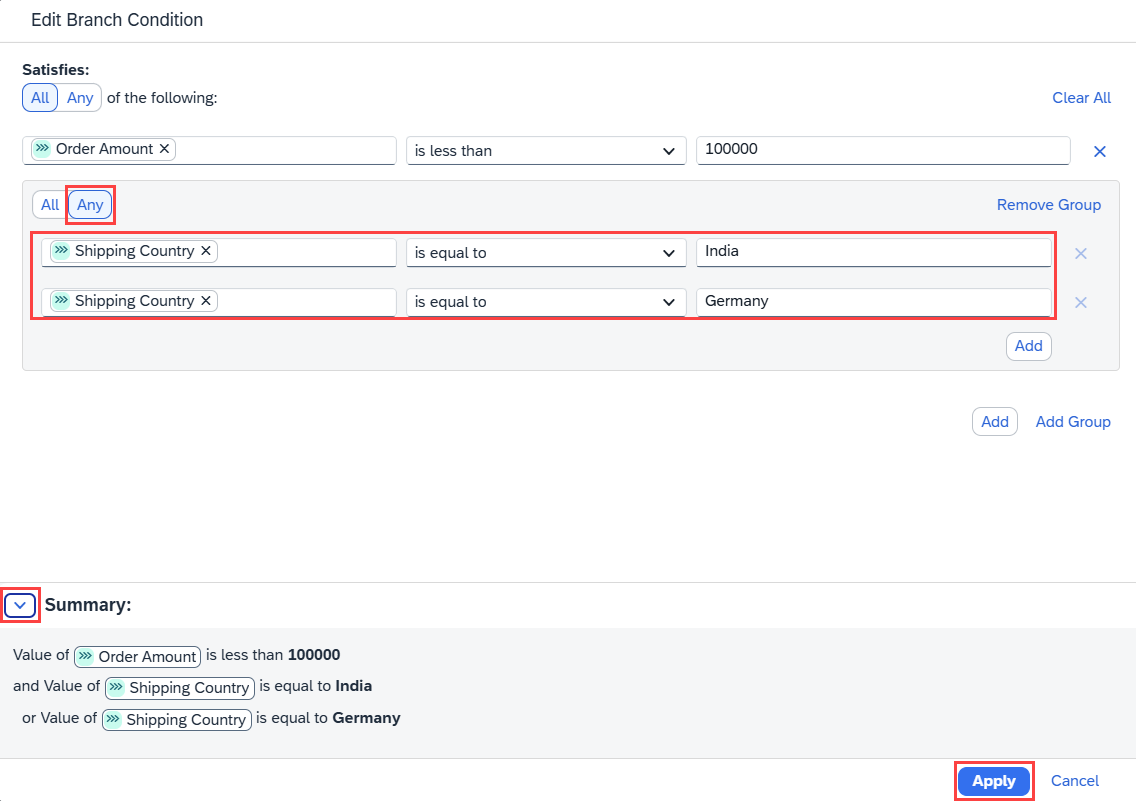 Edit Branch Condition
Satisfies:
All Any of the following: Clear All
Order Amount is less than 100000
All Any Remove Group
Shipping Country is equal to India
Shipping Country is equal to Germany
Add
Add Add Group
Summary:
Value of Order Amount is less than 100000
and Value of Shipping Country is equal to India
or Value of Shipping Country is equal to Germany
Apply Cancel